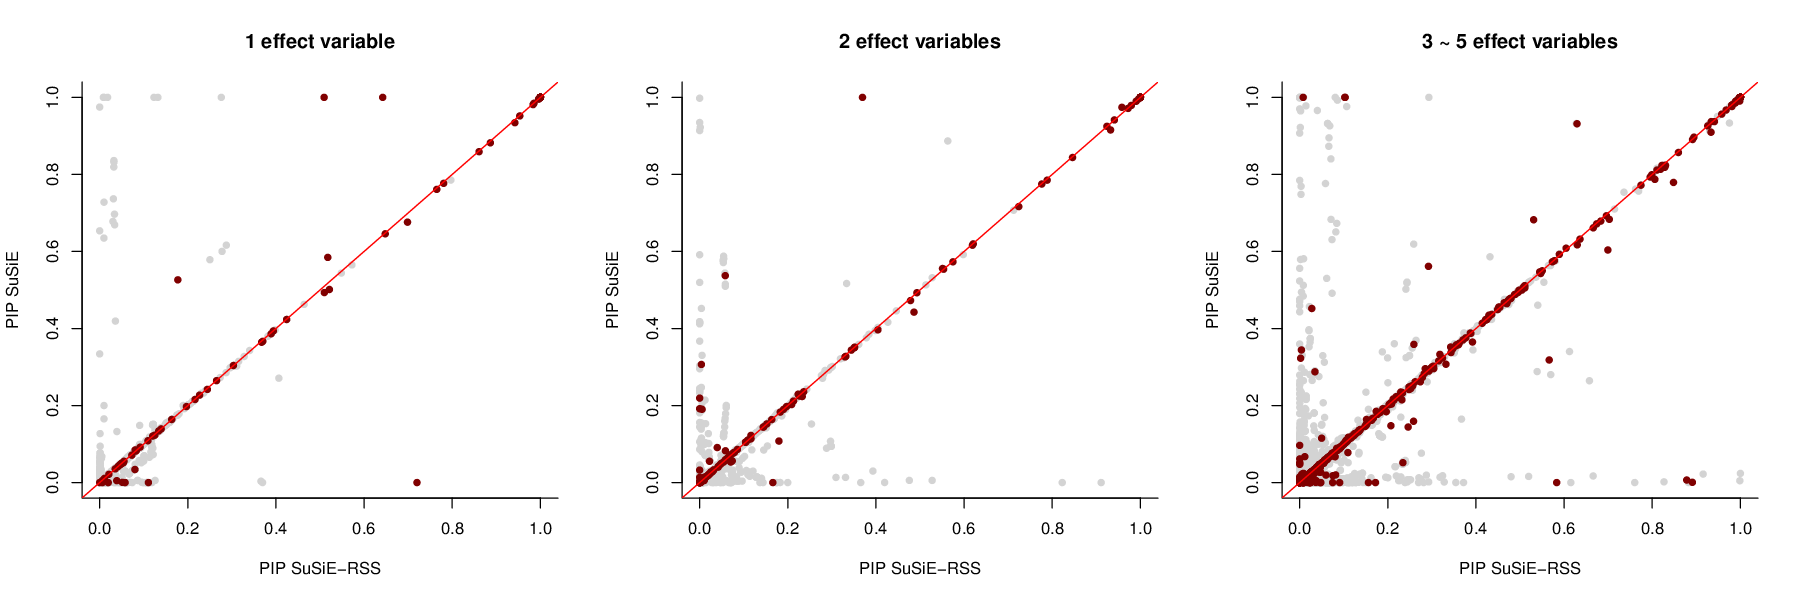 1 effect variable
PIP SuSiE
1.0
0.8
0.6
0.4
0.2
0.0
0.0 0.2 0.4 0.6 0.8 1.0
PIP SuSiE−RSS
2 effect variables
PIP SuSiE
1.0
0.8
0.6
0.4
0.2
0.0
0.0 0.2 0.4 0.6 0.8 1.0
PIP SuSiE−RSS
3 ~ 5 effect variables
PIP SuSiE
1.0
0.8
0.6
0.4
0.2
0.0
0.0 0.2 0.4 0.6 0.8 1.0
PIP SuSiE−RSS